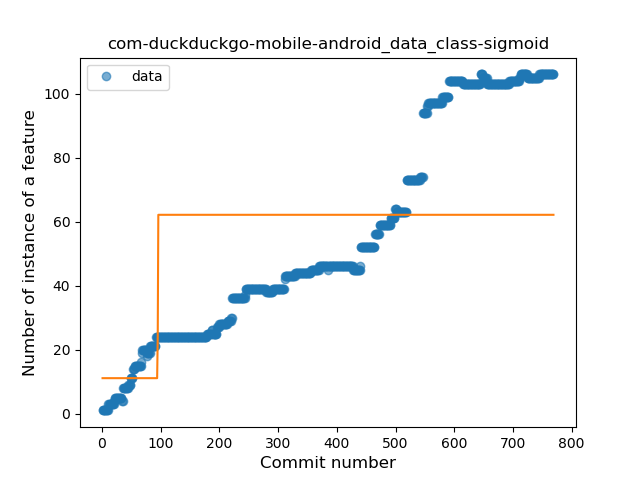 com-duckduckgo-mobile-android_data_class-sigmoid
data
Number of instance of a feature
100
80
60
40
20
0
0 100 200 300 400 500 600 700 800
Commit number